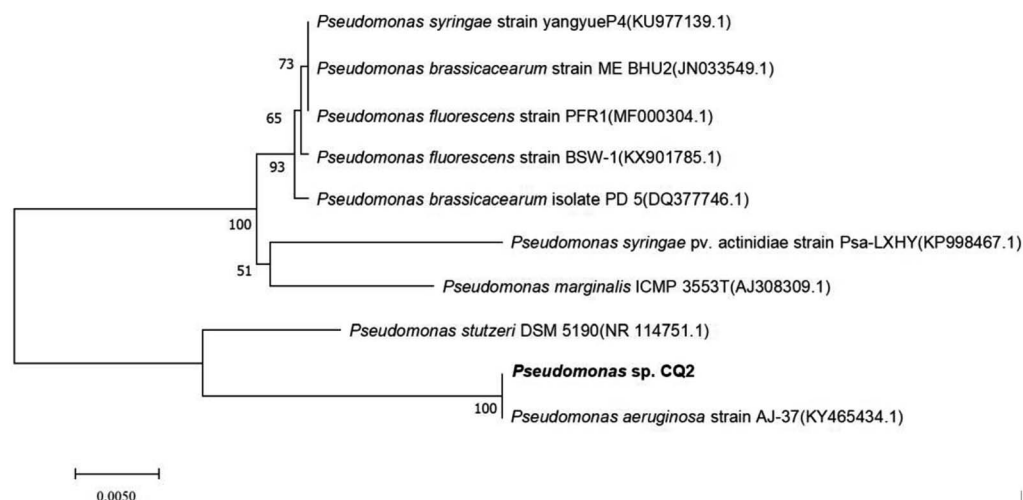 Pseudomonas syringae strain yangyueP4(KU977139.1)
73
Pseudomonas brassicacearum strain ME BHU2(JN033549.1)
65
Pseudomonas fluorescens strain PFR1(MF000304.1)
Pseudomonas fluorescens strain BSW-1(KX901785.1)
93
Pseudomonas brassicacearum isolate PD 5(DQ377746.1)
100
Pseudomonas syringae pv. actinidiae strain Psa-LXHY(KP998467.1)
51
Pseudomonas marginalis ICMP 3553T(AJ308309.1)
Pseudomonas stutzeri DSM 5190(NR 114751.1)
Pseudomonas sp. CQ2
100
Pseudomonas aeruginosa strain AJ-37(KY465434.1)
0.0050